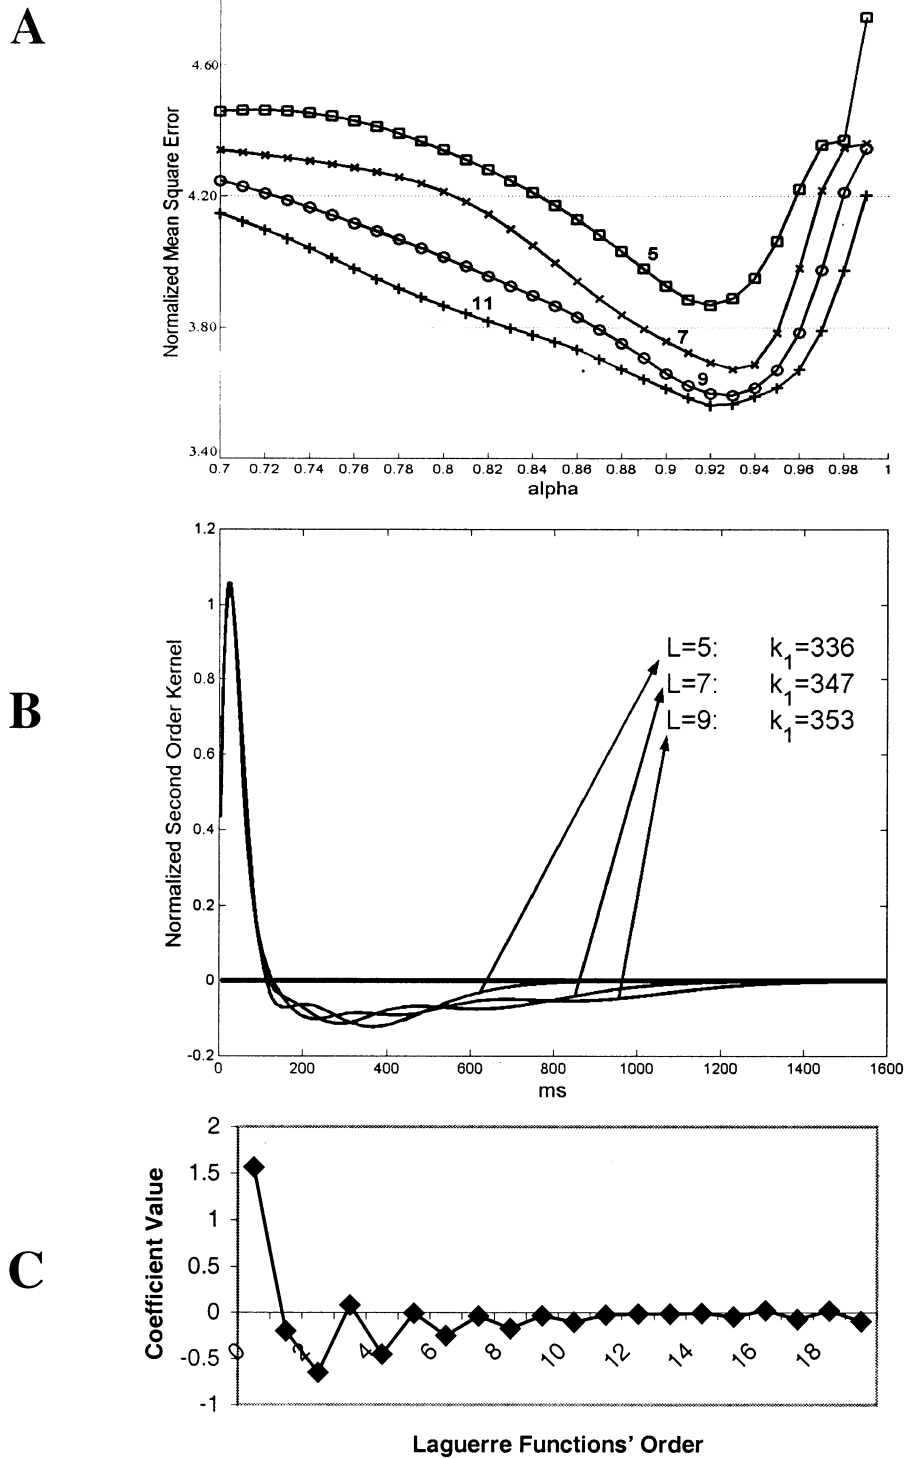 A
Normalized Mean Square Error
4.60
4.20
3.80
3.40
5
11
7
9
0.7 0.72 0.74 0.76 0.78 0.8 0.82 0.84 0.86 0.88 0.9 0.92 0.94 0.96 0.98 1
alpha
B
Normalized Second Order Kernel
1.2
1
0.8
0.6
0.4
0.2
0
-0.2
L=5: k1=336
L=7: k1=347
L=9: k1=353
0 200 400 600 800 1000 1200 1400 1600
ms
C
Coefficient Value
2
1.5
1
0.5
0
-0.5
-1
0 2 4 6 8 10 12 14 16 18
Laguerre Functions' Order